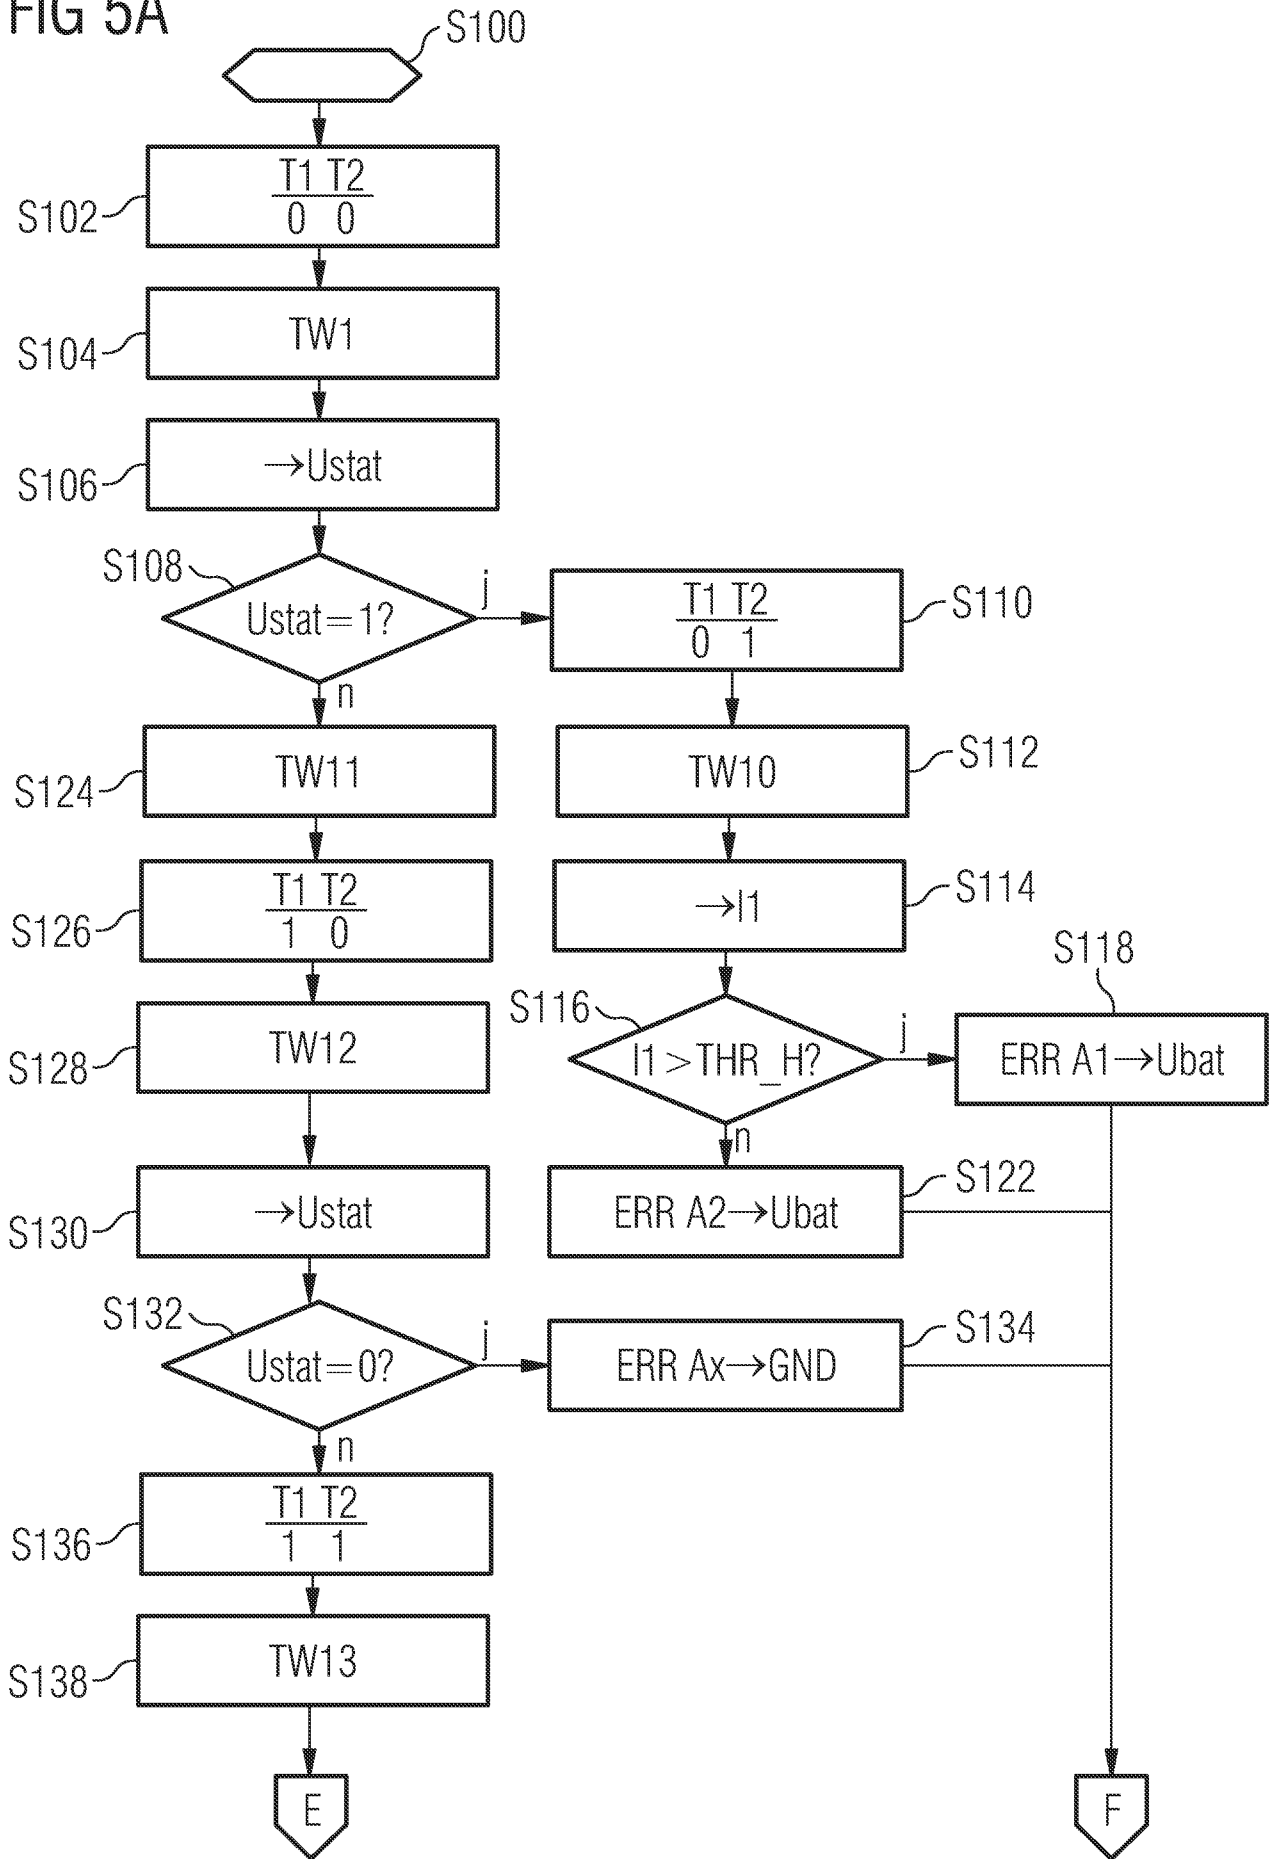 FIG 5A
S100
T1 T2
0 0
S102
TW1
S104
→Ustat
S106
S108
Ustat=1?
j
n
T1 T2
0 1
S110
TW11
S124
TW10
S112
T1 T2
1 0
S126
→I1
S114
TW12
S128
S116
I1>THR_H?
j
n
S118
ERR A1→Ubat
→Ustat
S130
ERR A2→Ubat
S122
S132
Ustat=0?
j
n
ERR Ax→GND
S134
T1 T2
1 1
S136
TW13
S138
E
F